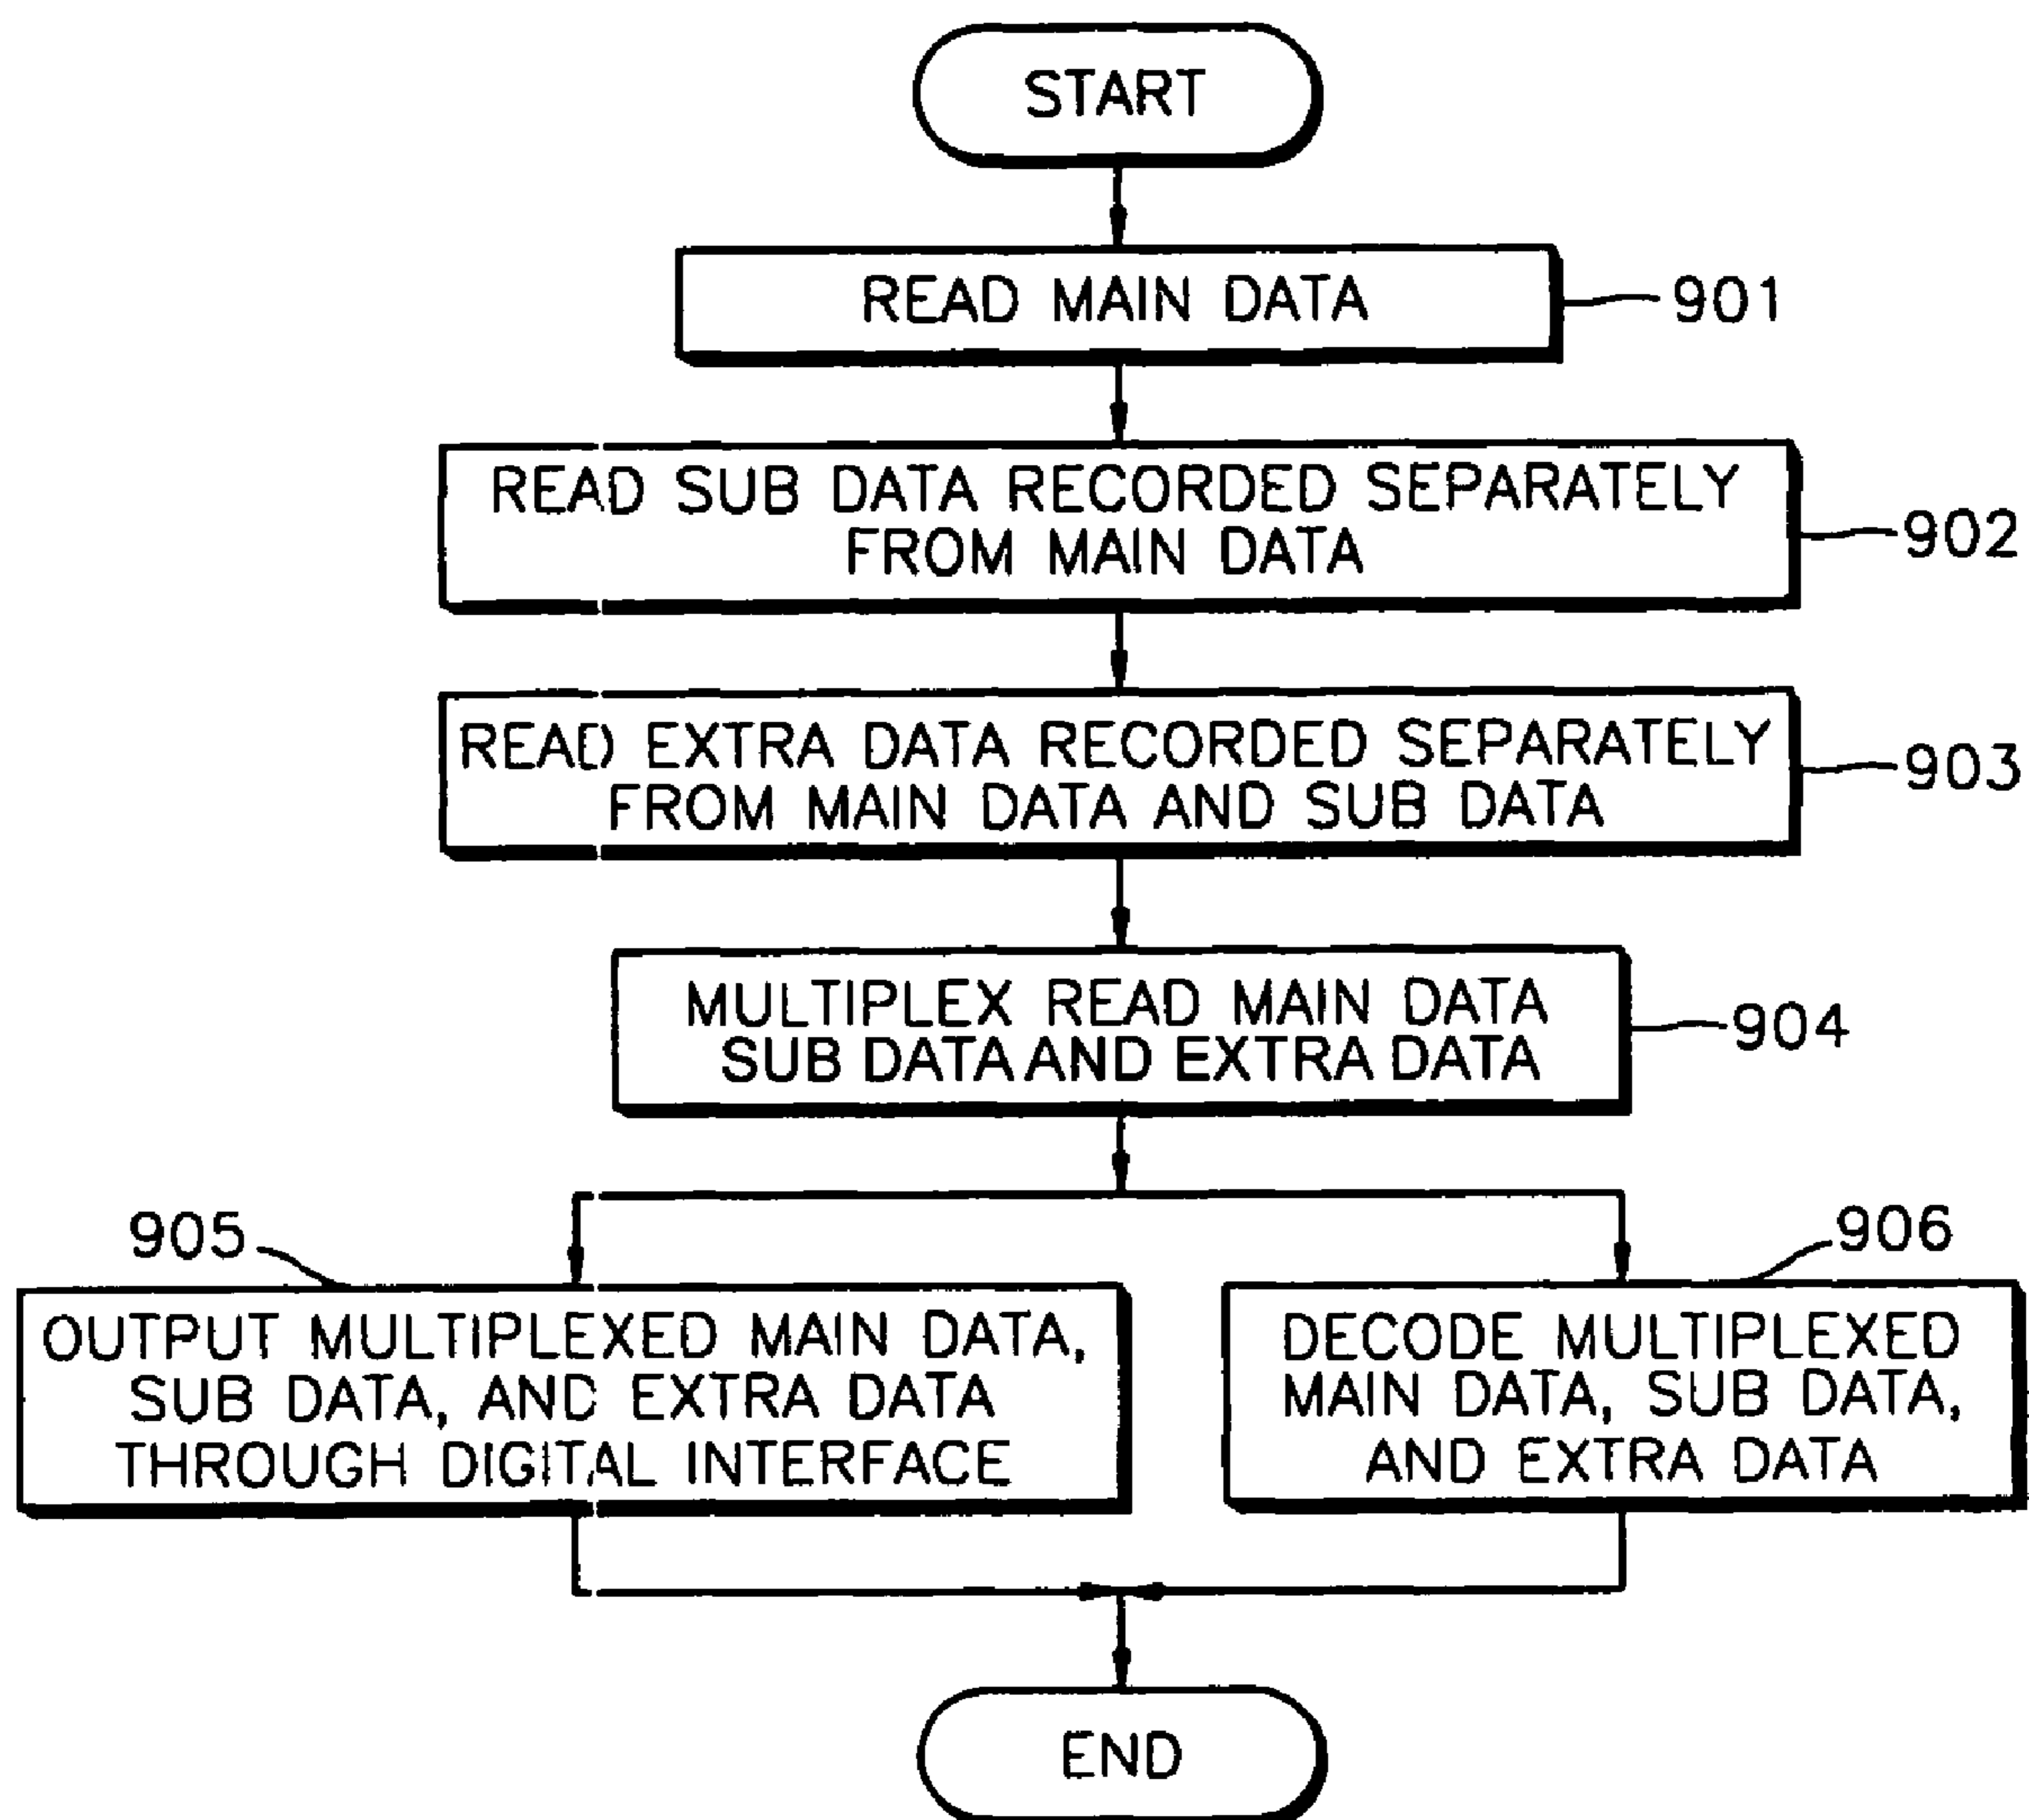 START
READ MAIN DATA
901
READ SUB DATA RECORDED SEPARATELY
FROM MAIN DATA
902
READ EXTRA DATA RECORDED SEPARATELY
FROM MAIN DATA AND SUB DATA
903
MULTIPLEX READ MAIN DATA
SUB DATA AND EXTRA DATA
904
905
OUTPUT MULTIPLEXED MAIN DATA,
SUB DATA, AND EXTRA DATA
THROUGH DIGITAL INTERFACE
906
DECODE MULTIPLEXED
MAIN DATA, SUB DATA,
AND EXTRA DATA
END